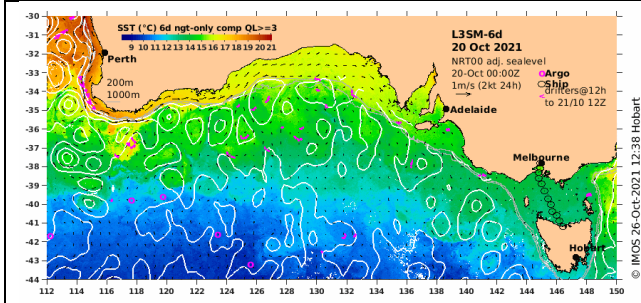 SST (°C) 6d ngt-only comp QL>=3
9 10 11 12 13 14 15 16 17 18 19 20 21
L3SM-6d
20 Oct 2021
NRT00 adj. sealevel
20-Oct 00:00Z
1m/s (2kt 24h)
Argo
Ship
drifters@12h
to 21/10 12Z
Perth
200m
1000m
Adelaide
Melbourne
Hobart
-30
-31
-32
-33
-34
-35
-36
-37
-38
-39
-40
-41
-42
-43
-44
112 114 116 118 120 122 124 126 128 130 132 134 136 138 140 142 144 146 148 150
© IMOS 26-Oct-2021 12:38 Hobart